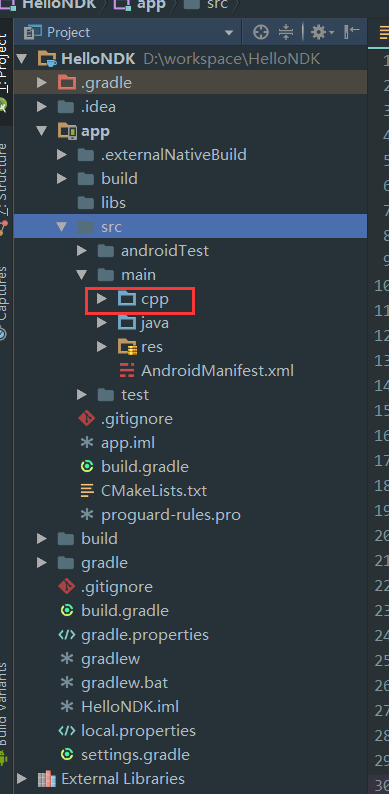 HelloNDK app src
Project
HelloNDK D:\workspace\HelloNDK
.gradle
.idea
app
.externalNativeBuild
build
libs
src
androidTest
main
cpp
java
res
AndroidManifest.xml
test
.gitignore
app.iml
build.gradle
CMakeLists.txt
proguard-rules.pro
build
gradle
.gitignore
build.gradle
gradle.properties
gradlew
gradlew.bat
HelloNDK.iml
local.properties
settings.gradle
External Libraries
1: Project
7: Structure
Captures
Build Variants
1
2
3
4
5
6
7
8
9
10
11
12
13
14
15
16
17
18
19
20
21
22
23
24
25
26
27
28
29
30